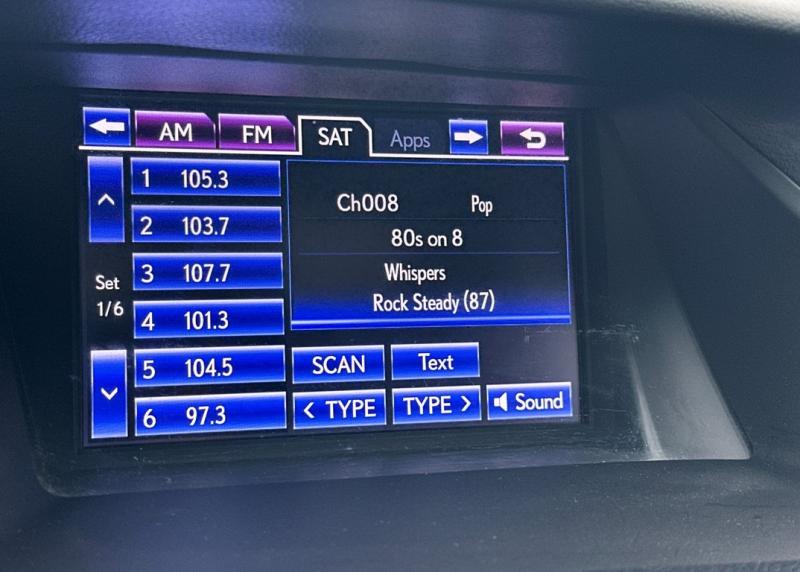 AM FM SAT Apps
1 105.3
2 103.7
3 107.7
4 101.3
5 104.5
6 97.3
Set
1/6
Ch008 Pop
80s on 8
Whispers
Rock Steady (87)
SCAN Text
< TYPE TYPE > Sound